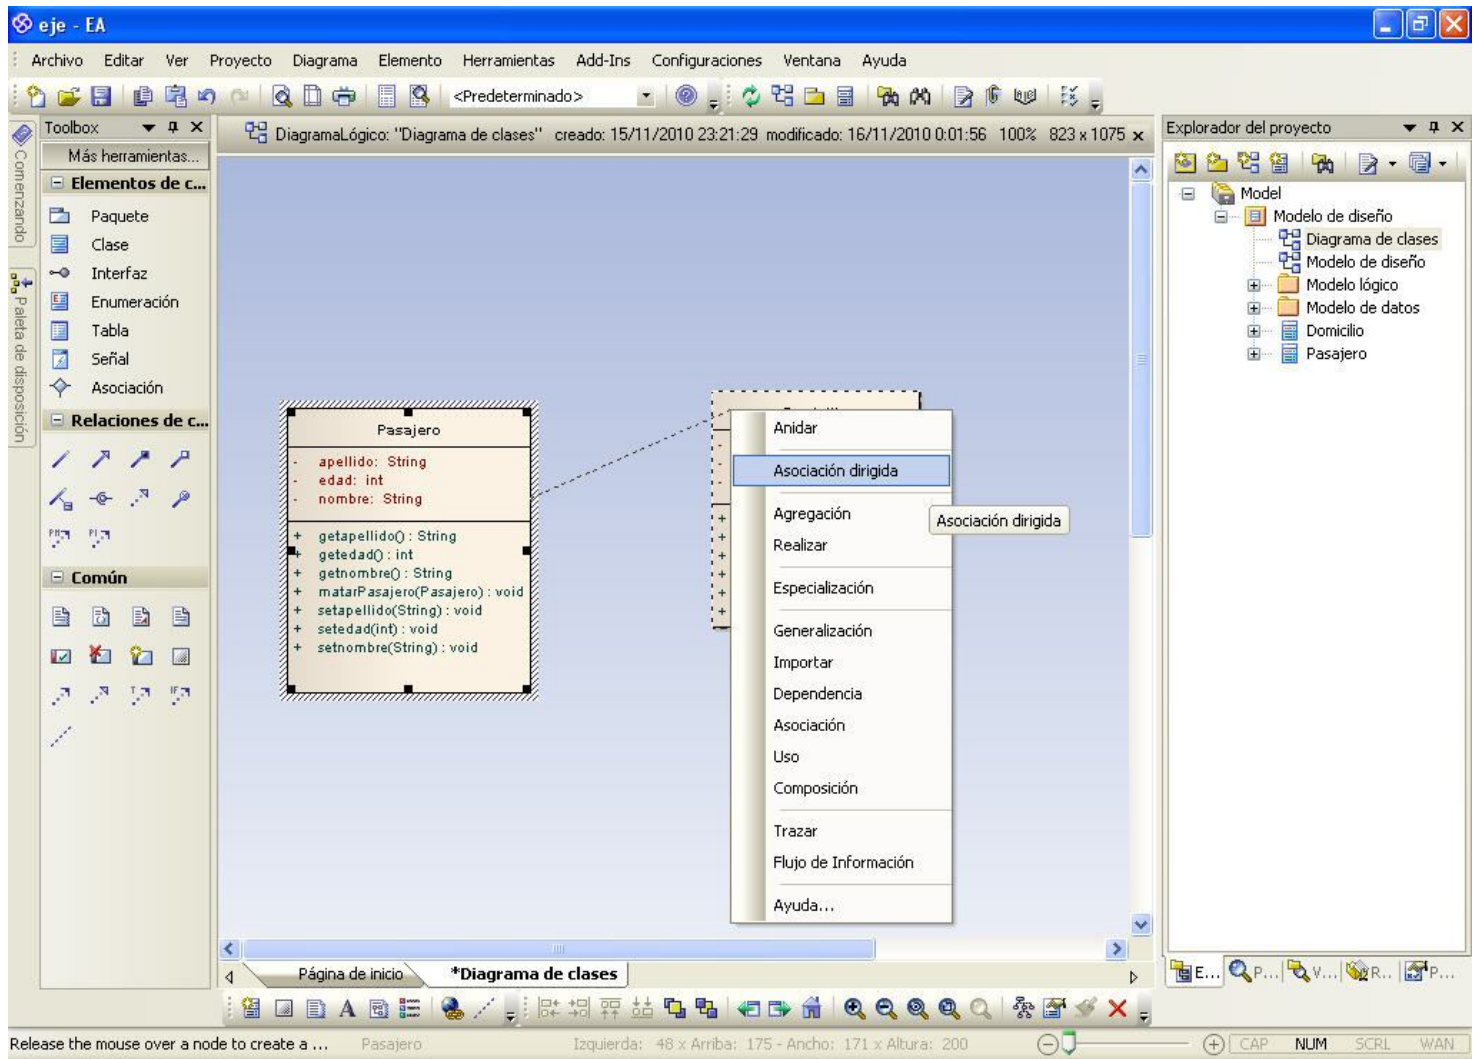 eje - EA
Archivo Editar Ver Proyecto Diagrama Elemento Herramientas Add-Ins Configuraciones Ventana Ayuda
<Predeterminado>
Comenzando
Paleta de disposición
Toolbox
Más herramientas...
Elementos de c...
Paquete
Clase
Interfaz
Enumeración
Tabla
Señal
Asociación
Relaciones de c...
Común
DiagramaLógico: "Diagrama de clases" creado: 15/11/2010 23:21:29 modificado: 16/11/2010 0:01:56 100% 823 x 1075
Pasajero
- apellido: String
- edad: int
- nombre: String
+ getapellido() : String
+ getedad() : int
+ getnombre() : String
+ matarPasajero(Pasajero) : void
+ setapellido(String) : void
+ setedad(int) : void
+ setnombre(String) : void
Anidar
Asociación dirigida
Agregación
Asociación dirigida
Realizar
Especialización
Generalización
Importar
Dependencia
Asociación
Uso
Composición
Trazar
Flujo de Información
Ayuda...
Explorador del proyecto
Model
Modelo de diseño
Diagrama de clases
Modelo de diseño
Modelo lógico
Modelo de datos
Domicilio
Pasajero
E... P... V... R... P...
Página de inicio *Diagrama de clases
Release the mouse over a node to create a ... Pasajero Izquierda: 48 x Arriba: 175 - Ancho: 171 x Altura: 200 CAP NUM SCRL WAN